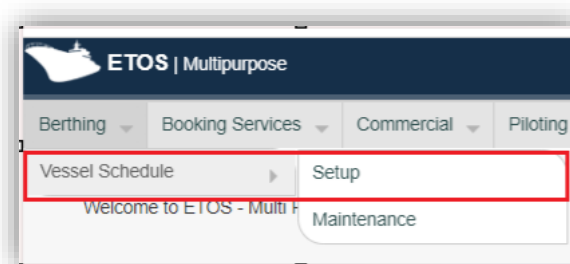 ETOS | Multipurpose
Berthing Booking Services Commercial Piloting
Vessel Schedule Setup
Welcome to ETOS - Multi
Maintenance